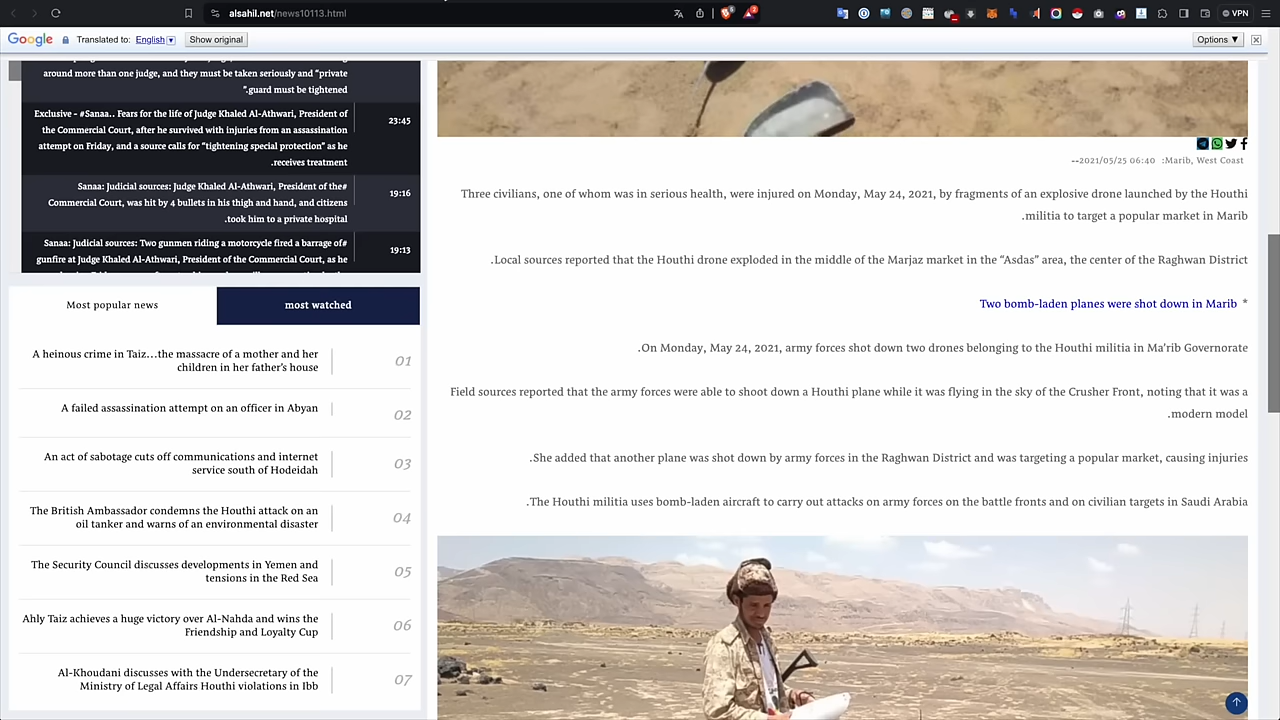 alsahil.net/news10113.html
VPN
Google Translated to: English Show original
Options ▼
around more than one judge, and they must be taken seriously and “private
.”guard must be tightened
Exclusive - #Sanaa.. Fears for the life of Judge Khaled Al-Athwari, President of
the Commercial Court, after he survived with injuries from an assassination
attempt on Friday, and a source calls for “tightening special protection” as he
.receives treatment
23:45
Sanaa: Judicial sources: Judge Khaled Al-Athwari, President of the#
Commercial Court, was hit by 4 bullets in his thigh and hand, and citizens
.took him to a private hospital
19:16
Sanaa: Judicial sources: Two gunmen riding a motorcycle fired a barrage of#
gunfire at Judge Khaled Al-Athwari, President of the Commercial Court, as he
19:13
Most popular news
most watched
A heinous crime in Taiz...the massacre of a mother and her
children in her father's house
01
A failed assassination attempt on an officer in Abyan
02
An act of sabotage cuts off communications and internet
service south of Hodeidah
03
The British Ambassador condemns the Houthi attack on an
oil tanker and warns of an environmental disaster
04
The Security Council discusses developments in Yemen and
tensions in the Red Sea
05
Ahly Taiz achieves a huge victory over Al-Nahda and wins the
Friendship and Loyalty Cup
06
Al-Khoudani discusses with the Undersecretary of the
Ministry of Legal Affairs Houthi violations in Ibb
07
--2021/05/25 06:40 :Marib, West Coast
Three civilians, one of whom was in serious health, were injured on Monday, May 24, 2021, by fragments of an explosive drone launched by the Houthi
.militia to target a popular market in Marib
.Local sources reported that the Houthi drone exploded in the middle of the Marjaz market in the “Asdas” area, the center of the Raghwan District
Two bomb-laden planes were shot down in Marib *
.On Monday, May 24, 2021, army forces shot down two drones belonging to the Houthi militia in Ma'rib Governorate
Field sources reported that the army forces were able to shoot down a Houthi plane while it was flying in the sky of the Crusher Front, noting that it was a
.modern model
.She added that another plane was shot down by army forces in the Raghwan District and was targeting a popular market, causing injuries
.The Houthi militia uses bomb-laden aircraft to carry out attacks on army forces on the battle fronts and on civilian targets in Saudi Arabia